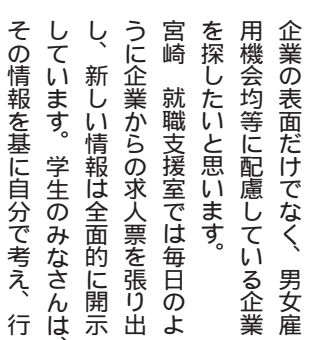 企業の表面だけでなく、男女雇
用機会均等に配慮している企業
を探したいと思います。
宮崎　就職支援室では毎日のよ
うに企業からの求人票を張り出
し、新しい情報は全面的に開示
しています。学生のみなさんは、
その情報を基に自分で考え、行